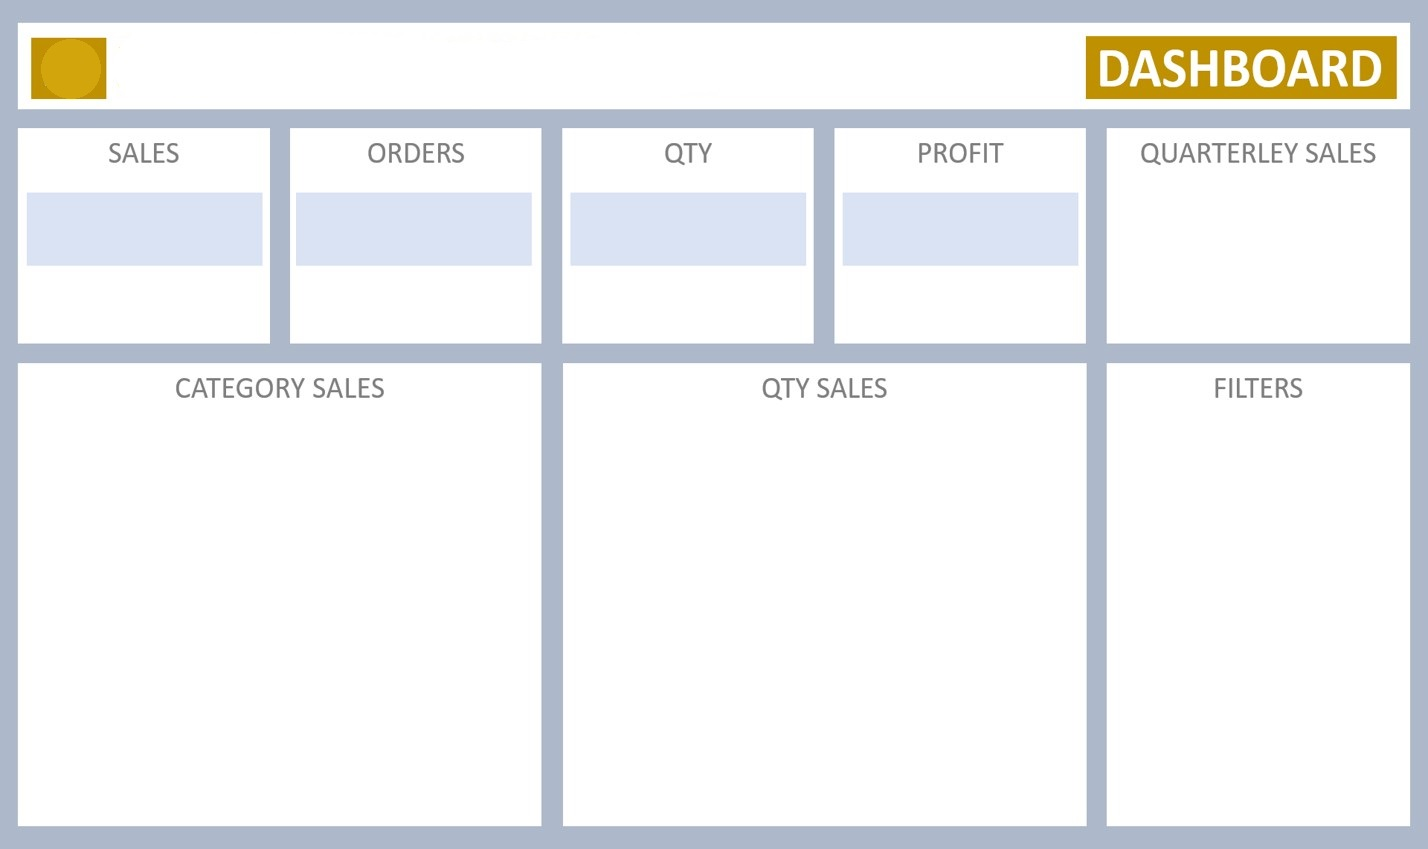 DASHBOARD
SALES
ORDERS
QTY
PROFIT
QUARTERLEY SALES
CATEGORY SALES
QTY SALES
FILTERS